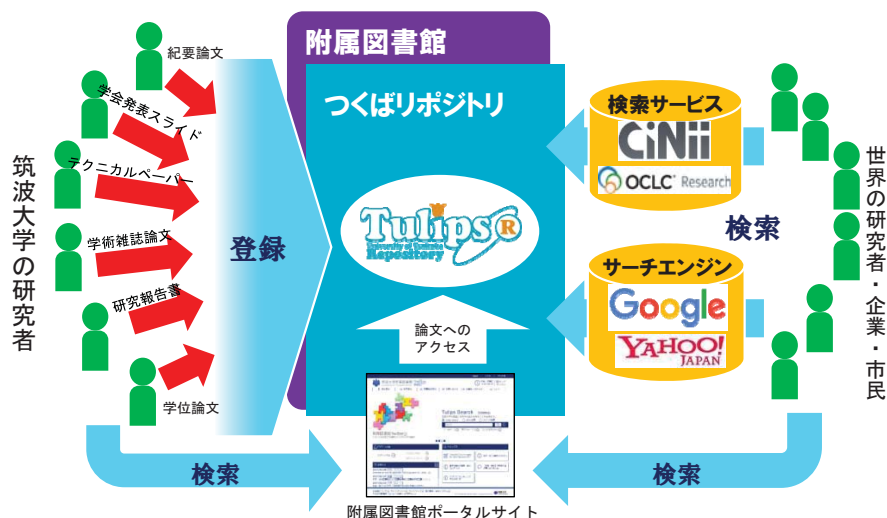 附属図書館
つくばリポジトリ
紀要論文
学会発表スライド
テクニカルペーパー
学術雑誌論文
研究報告書
学位論文
筑波大学の研究者
登録
Tulips R
University of Tsukuba
Repository
論文への
アクセス
検索サービス
CiNii
OCLC Research
検索
サーチエンジン
Google
YAHOO!
JAPAN
世界の研究者・企業・市民
Tulips Search
検索
検索
附属図書館ポータルサイト